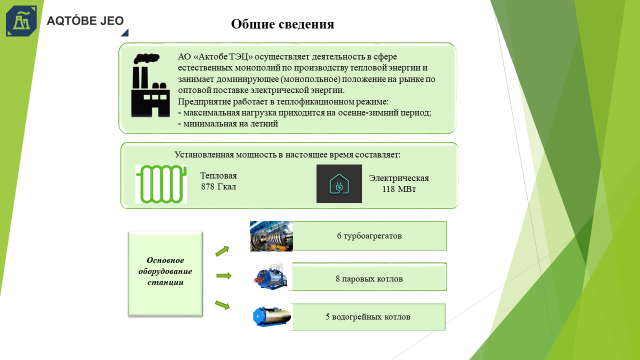 AQTÓBE JEO
Общие сведения
АО «Актобе ТЭЦ» осуществляет деятельность в сфере
естественных монополий по производству тепловой энергии и
занимает доминирующее (монопольное) положение на рынке по
оптовой поставке электрической энергии.
Предприятие работает в теплофикационном режиме:
- максимальная нагрузка приходится на осенне-зимний период;
- минимальная на летний
Установленная мощность в настоящее время составляет:
Тепловая
878 Гкал
Электрическая
118 МВт
Основное
оборудование
станции
6 турбоагрегатов
8 паровых котлов
5 водогрейных котлов